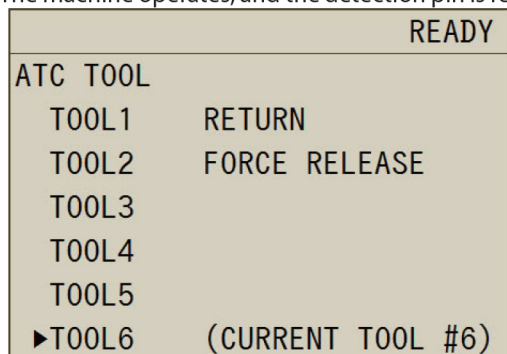 The machine operates, and the detection pin is re
READY
ATC TOOL
TOOL1 RETURN
TOOL2 FORCE RELEASE
TOOL3
TOOL4
TOOL5
▶TOOL6 (CURRENT TOOL #6)